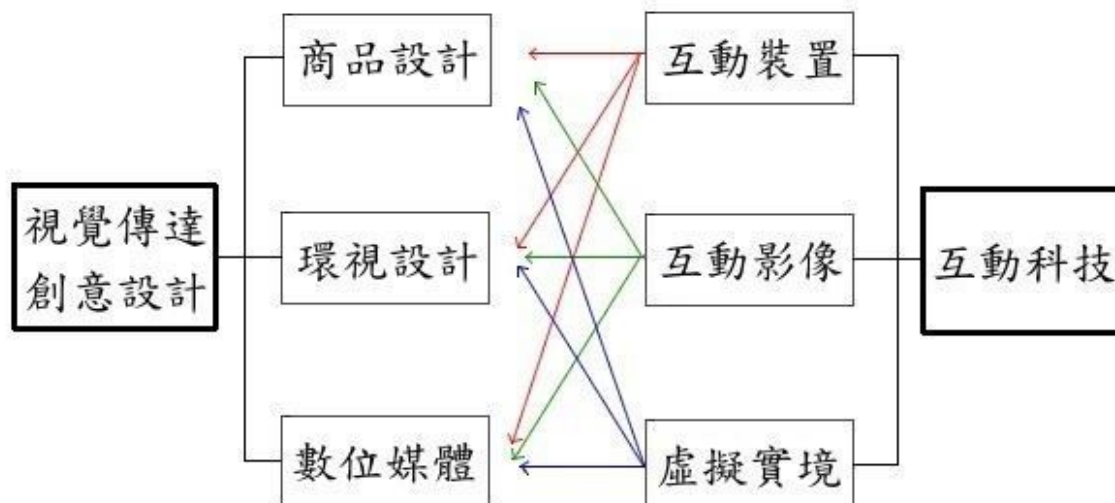 視覺傳達
創意設計
商品設計
環視設計
數位媒體
互動裝置
互動影像
虛擬實境
互動科技